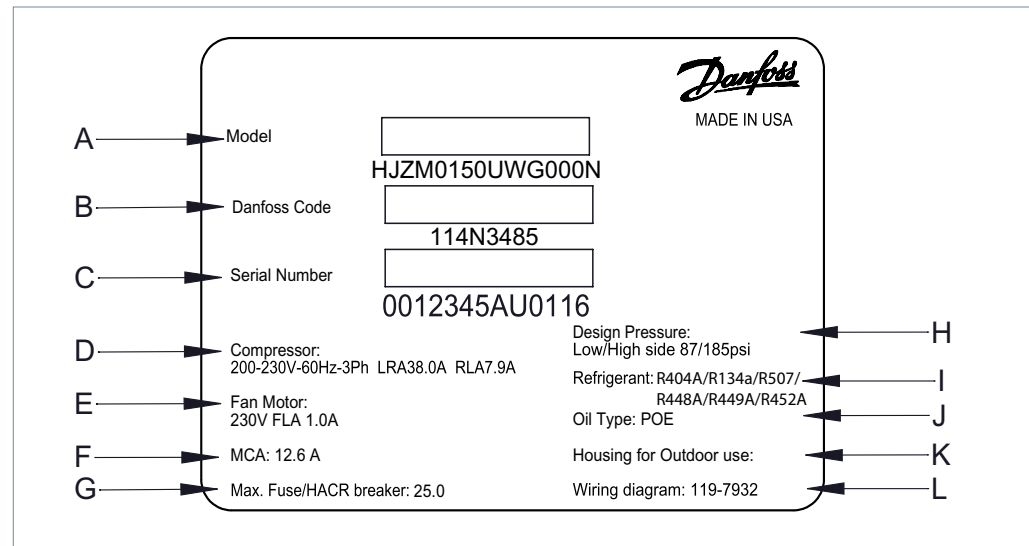 Danfoss
MADE IN USA
A
Model
HJZM0150UWG000N
B
Danfoss Code
114N3485
C
Serial Number
0012345AU0116
D
Compressor:
200-230V-60Hz-3Ph LRA38.0A RLA7.9A
E
Fan Motor:
230V FLA 1.0A
F
MCA: 12.6 A
G
Max. Fuse/HACR breaker: 25.0
Design Pressure:
Low/High side 87/185psi
H
Refrigerant: R404A/R134a/R507/
R448A/R449A/R452A
I
Oil Type: POE
J
Housing for Outdoor use:
K
Wiring diagram: 119-7932
L